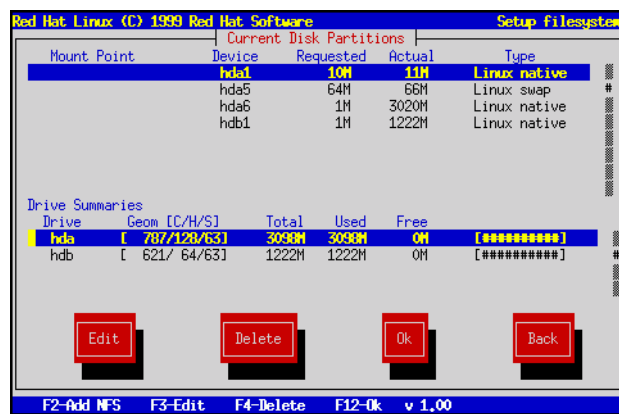 Red Hat Linux (C) 1999 Red Hat Software Setup filesystem
Current Disk Partitions
Mount Point Device Requested Actual Type
hda1 10M 11M Linux native
hda5 64M 66M Linux swap #
hda6 1M 3020M Linux native
hdb1 1M 1222M Linux native
Drive Summaries
Drive Geom [C/H/S] Total Used Free
hda [ 787/128/63] 3098M 3098M 0M [##########]
hdb [ 621/ 64/63] 1222M 1222M 0M [##########] #
Edit Delete Ok Back
F2-Add NFS F3-Edit F4-Delete F12-Ok v 1.00